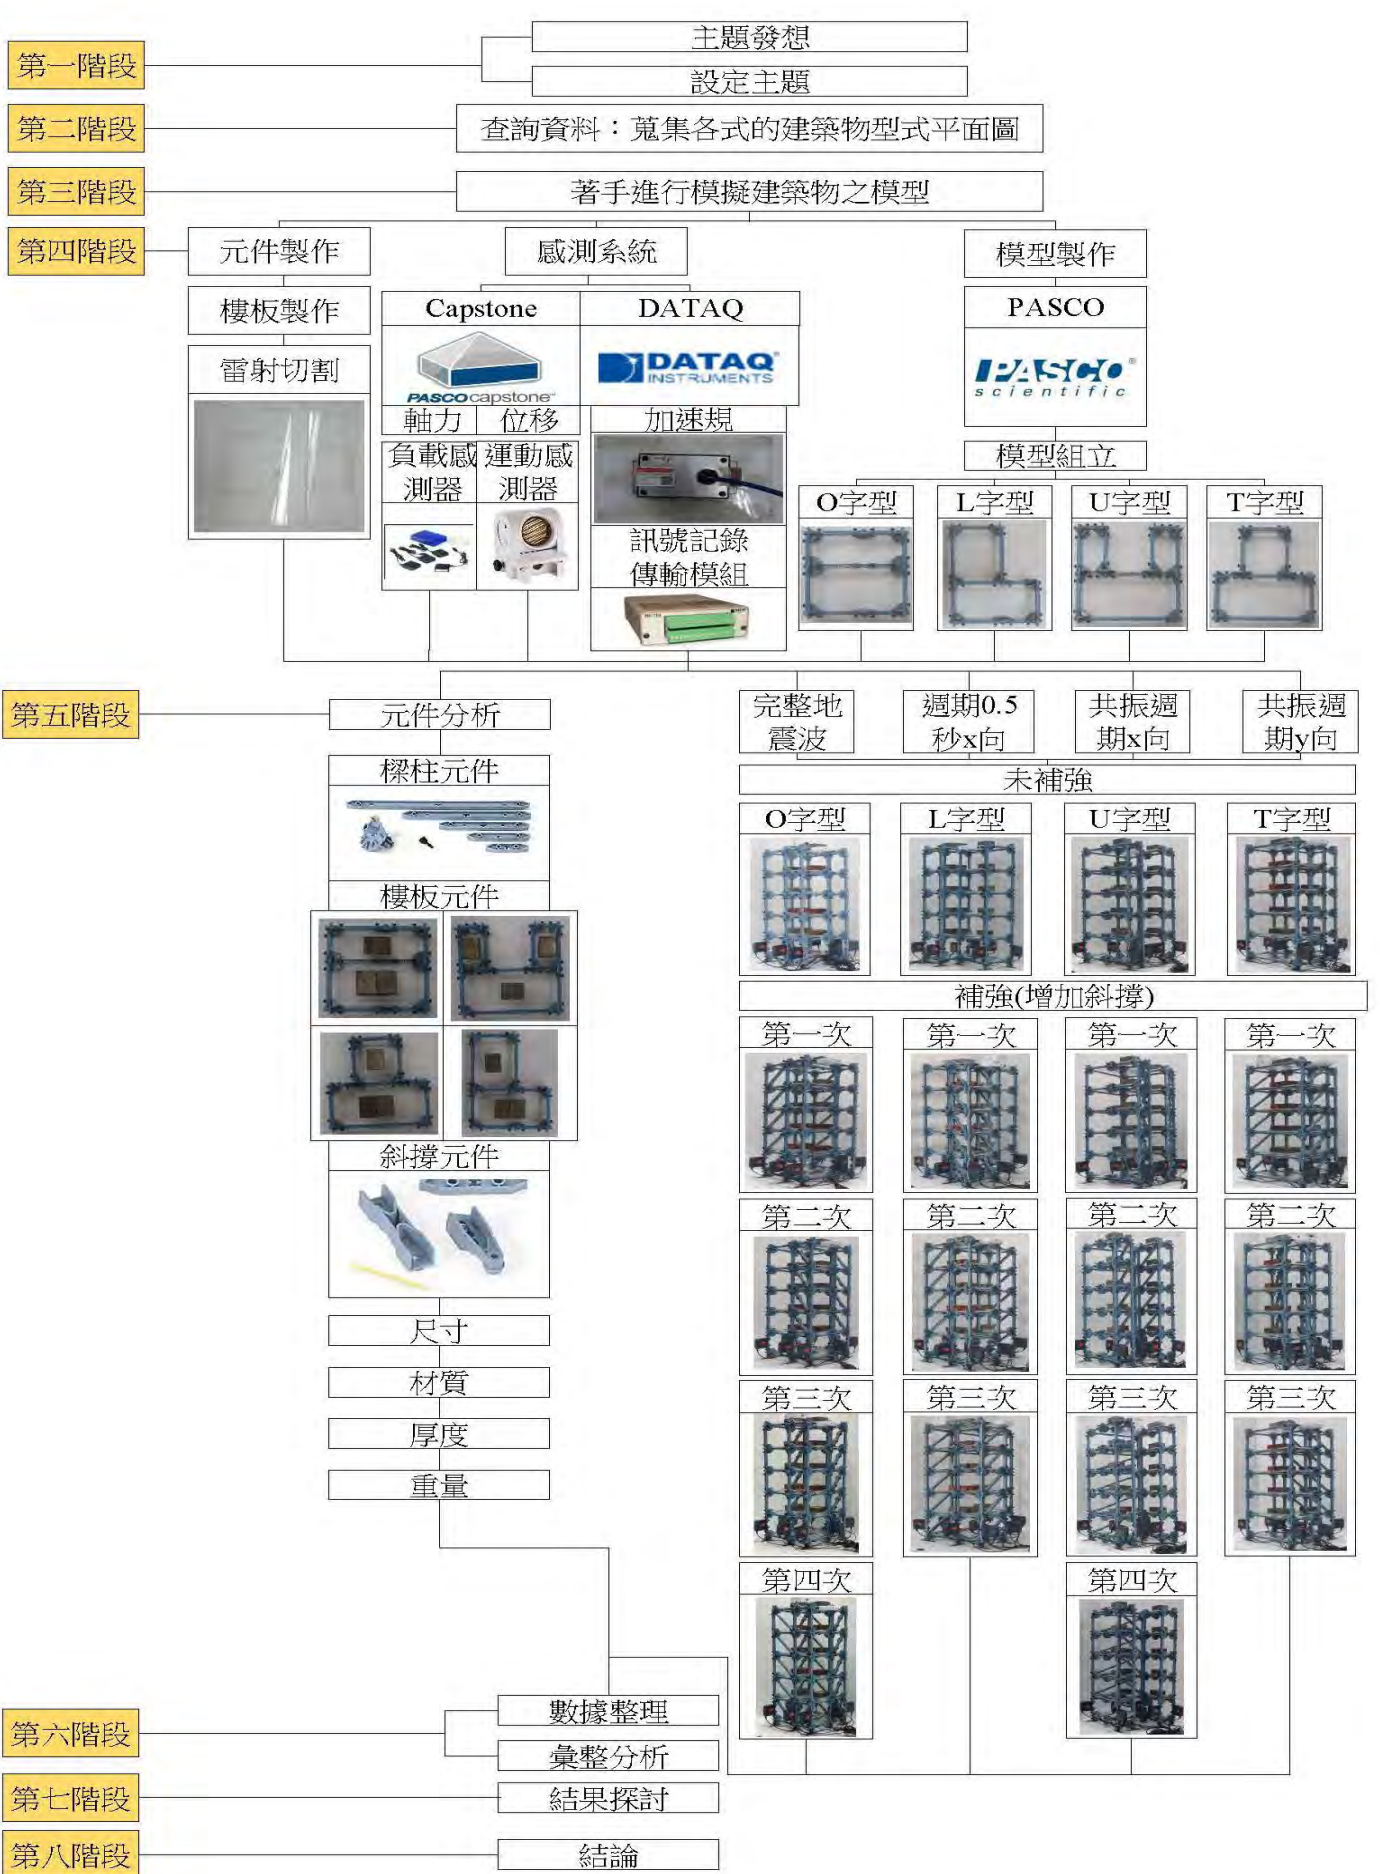 第一階段
主題發想
設定主題
第二階段
查詢資料：蒐集各式的建築物型式平面圖
第三階段
著手進行模擬建築物之模型
第四階段
元件製作
感測系統
模型製作
樓板製作
Capstone
DATAQ
PASCO
雷射切割
PASCO capstone
DATAQ
INSTRUMENTS
PASCO
scientific
軸力
位移
加速規
負載感
測器
運動感
測器
模型組立
O字型
L字型
U字型
T字型
訊號記錄
傳輸模組
第五階段
元件分析
完整地
震波
週期0.5
秒x向
共振週
期x向
共振週
期y向
樑柱元件
未補強
O字型
L字型
U字型
T字型
樓板元件
補強(增加斜撐)
第一次
第一次
第一次
第一次
斜撐元件
第二次
第二次
第二次
第二次
尺寸
材質
第三次
第三次
第三次
第三次
厚度
重量
第四次
第四次
第六階段
數據整理
彙整分析
第七階段
結果探討
第八階段
結論